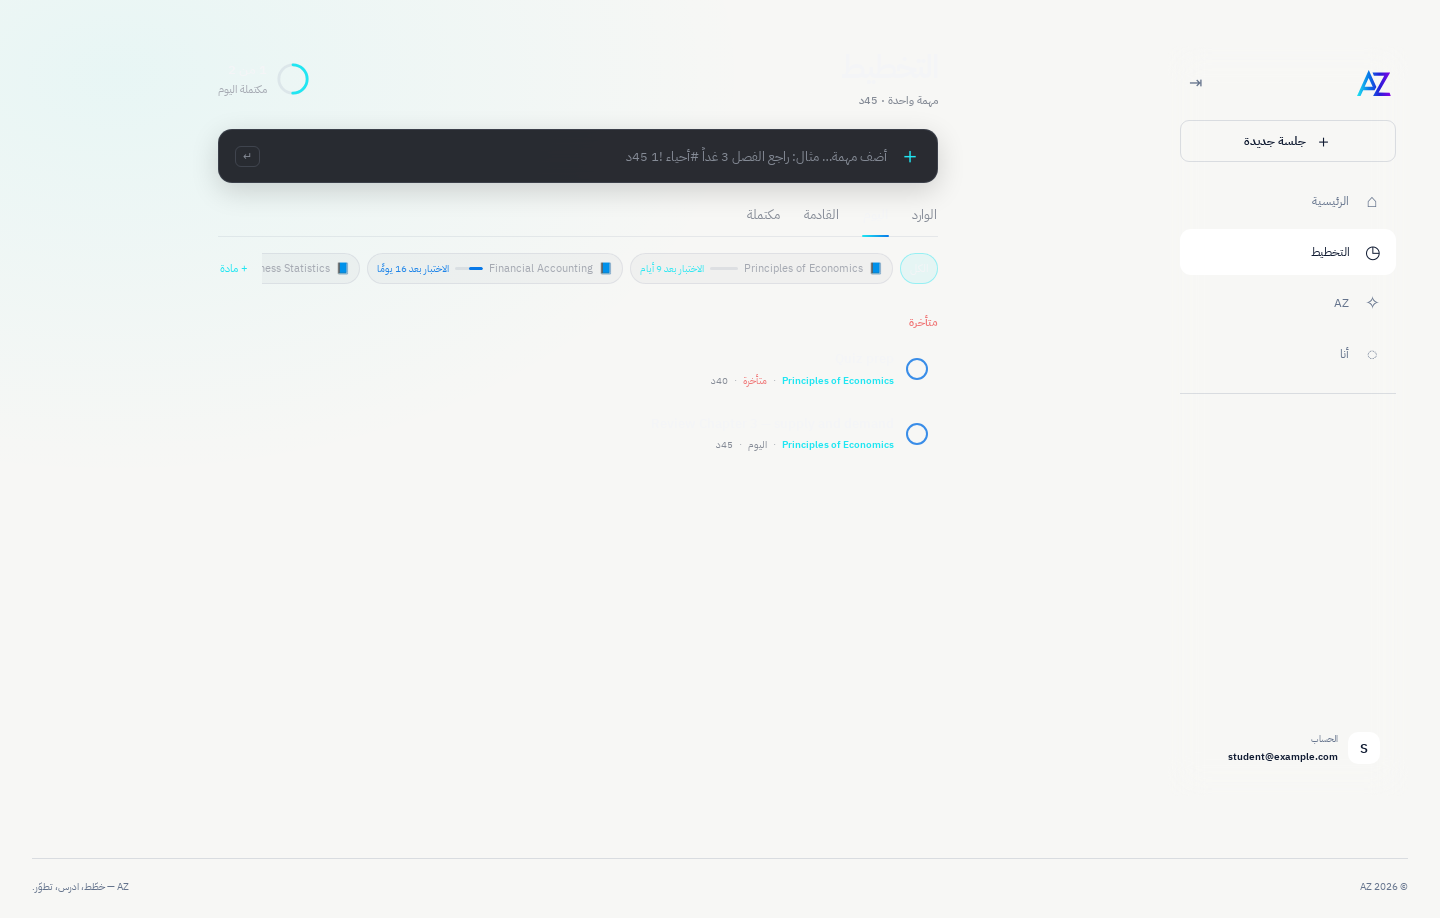 AZ
⇥
+ جلسة جديدة
الرئيسية
التخطيط
AZ
أنا
الحساب
student@example.com
S
التخطيط
مهمة واحدة · 45د
مكتملة اليوم
+ أضف مهمة... مثال: راجع الفصل 3 غداً #أحياء !1 45د ↵
الوارد القادمة مكتملة
Principles of Economics الاختبار بعد 9 أيام
Financial Accounting الاختبار بعد 16 يومًا
Statistics
+ مادة
متأخرة
Principles of Economics · متأخرة · 40د
Principles of Economics · اليوم · 45د
© 2026 AZ
AZ — خطّط، ادرس، تطوّر.